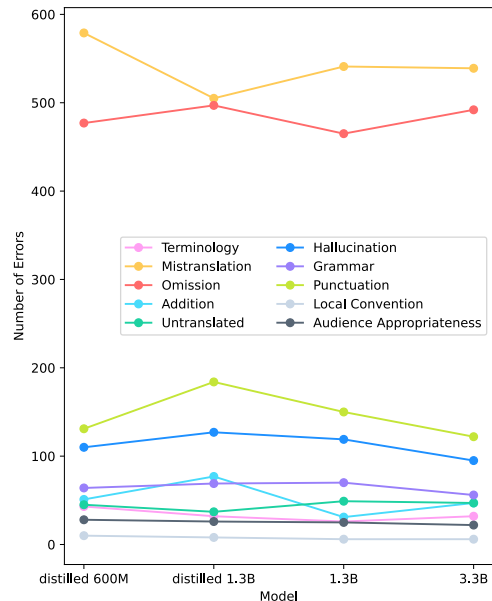 600
500
400
300
200
100
0
Number of Errors
Terminology
Mistranslation
Omission
Addition
Untranslated
Hallucination
Grammar
Punctuation
Local Convention
Audience Appropriateness
distilled 600M
distilled 1.3B
1.3B
3.3B
Model